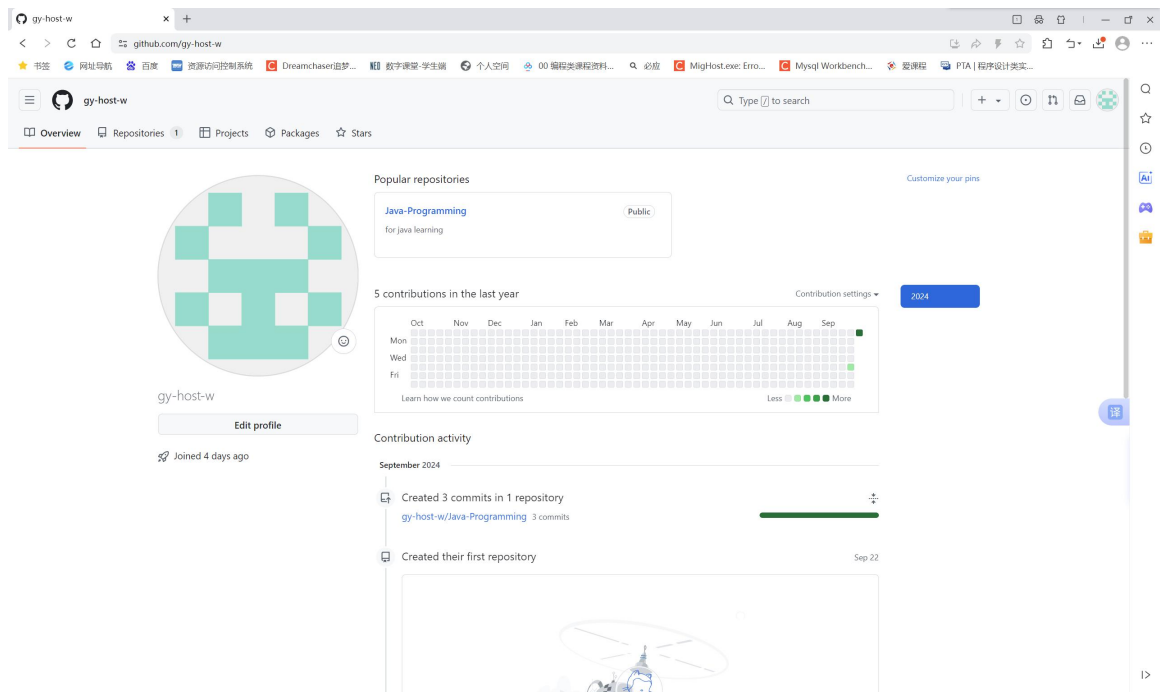 gy-host-w
github.com/gy-host-w
书签 网址导航 百度 资源访问控制系统 Dreamchaser追梦... 数字课堂-学生端 个人空间 00 编程类课程资料... 必应 MigHost.exe: Erro... Mysql Workbench... 爱课程 PTA | 程序设计类实...
gy-host-w Type / to search
Overview Repositories 1 Projects Packages Stars
Popular repositories Customize your pins
Java-Programming Public
for java learning
5 contributions in the last year Contribution settings 2024
Oct Nov Dec Jan Feb Mar Apr May Jun Jul Aug Sep
Mon
Wed
Fri
Learn how we count contributions Less More
译
gy-host-w
Edit profile
Joined 4 days ago
Contribution activity
September 2024
Created 3 commits in 1 repository
gy-host-w/Java-Programming 3 commits
Created their first repository Sep 22
AI